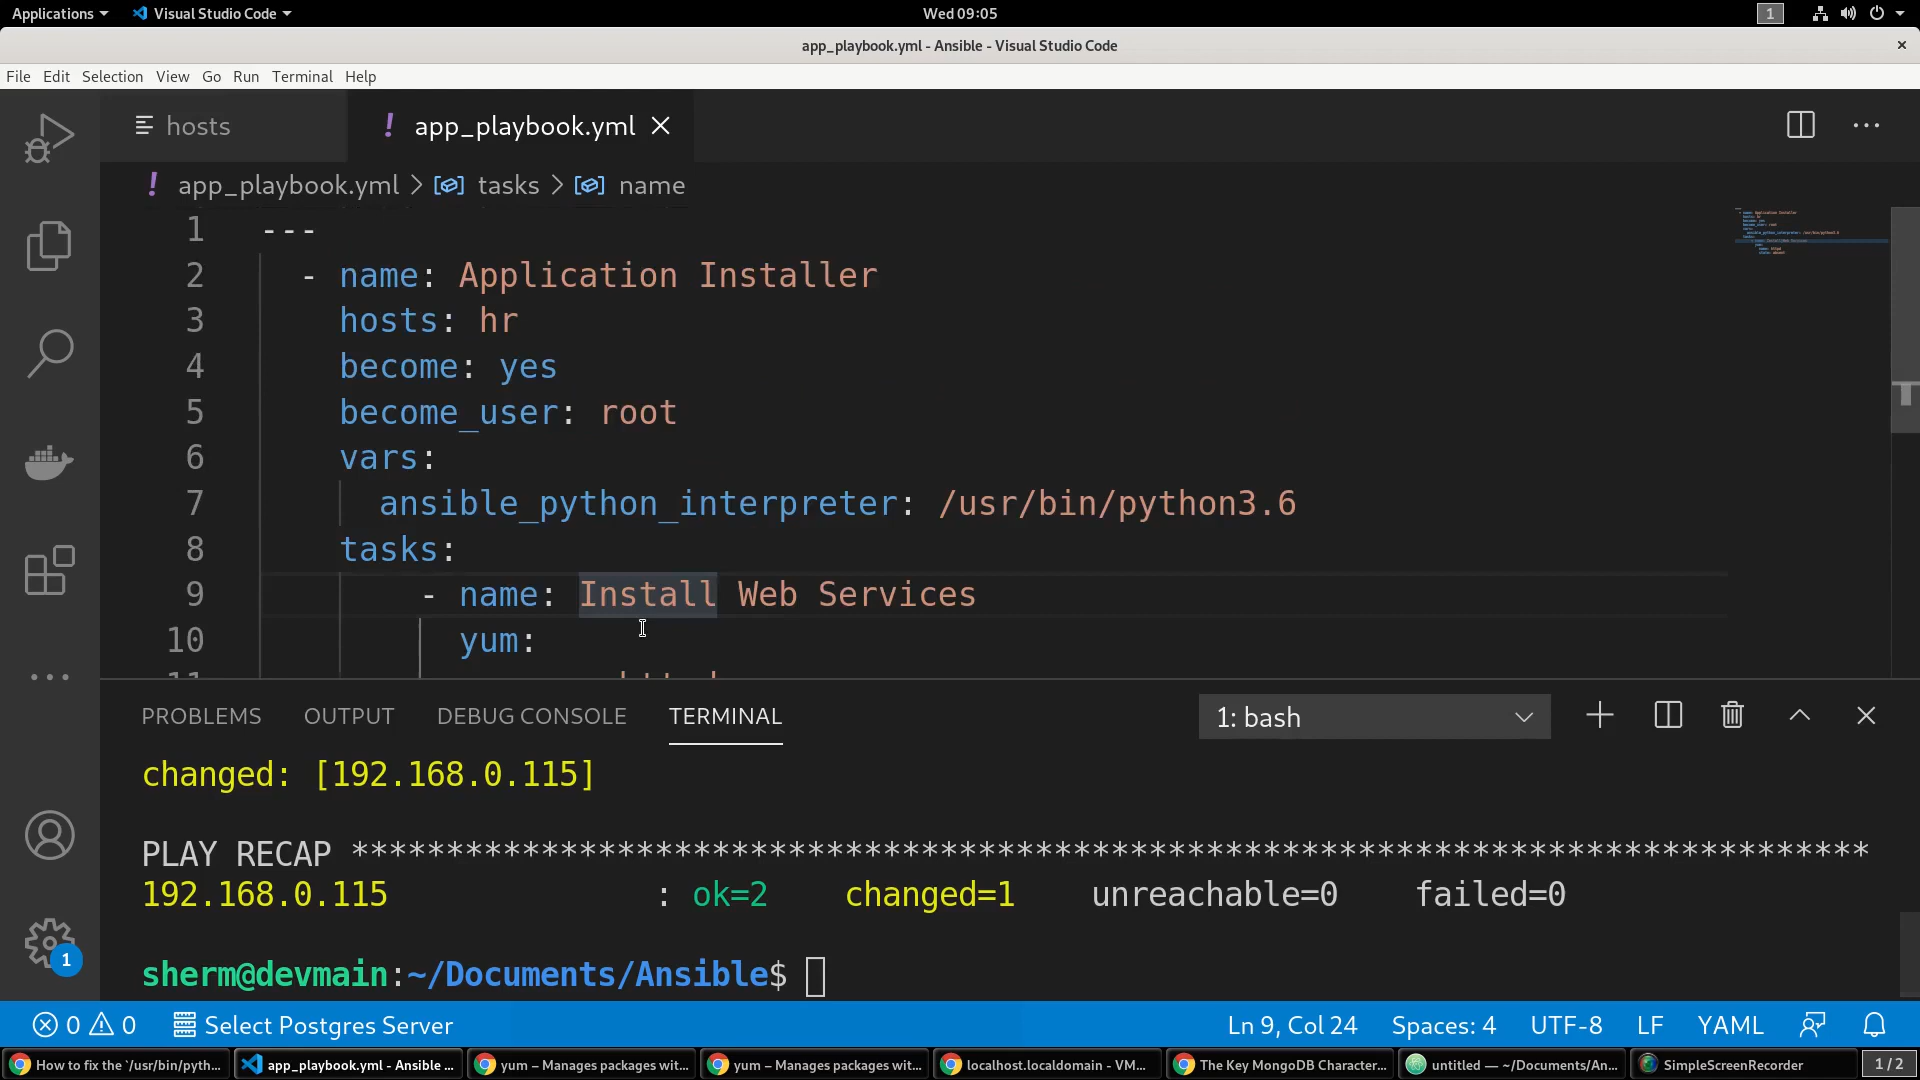 Applications Visual Studio Code Wed 09:05 1
app_playbook.yml - Ansible - Visual Studio Code
File Edit Selection View Go Run Terminal Help
hosts ! app_playbook.yml
! app_playbook.yml > tasks > name
1 ---
2 - name: Application Installer
3 hosts: hr
4 become: yes
5 become_user: root
6 vars:
7 ansible_python_interpreter: /usr/bin/python3.6
8 tasks:
9 - name: Install Web Services
10 yum:
PROBLEMS OUTPUT DEBUG CONSOLE TERMINAL 1: bash
changed: [192.168.0.115]
PLAY RECAP *****************************************************************************
192.168.0.115 : ok=2 changed=1 unreachable=0 failed=0
sherm@devmain:~/Documents/Ansible$
1
0 0 Select Postgres Server Ln 9, Col 24 Spaces: 4 UTF-8 LF YAML
How to fix the `/usr/bin/pyth... app_playbook.yml - Ansible ... yum – Manages packages wit... yum – Manages packages wit... localhost.localdomain - VM... The Key MongoDB Character... untitled — ~/Documents/An... SimpleScreenRecorder 1 / 2